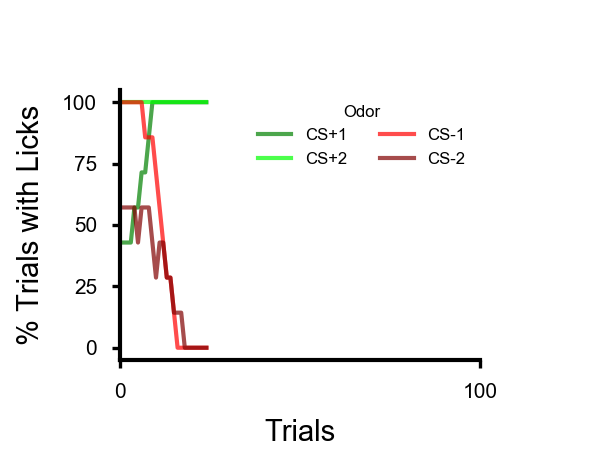 Odor
CS+1 CS-1
CS+2 CS-2
100
75
50
25
0
% Trials with Licks
0 100
Trials